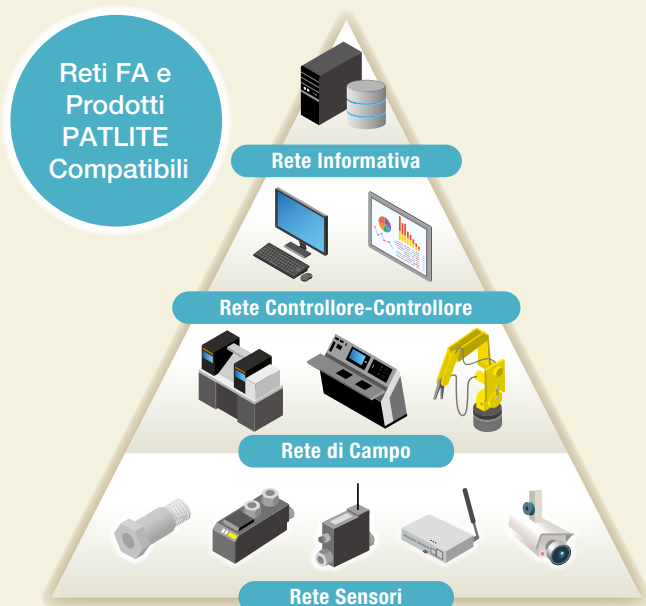 Reti FA e
Prodotti
PATLITE
Compatibili
Rete Informativa
Rete Controllore-Controllore
Rete di Campo
Rete Sensori